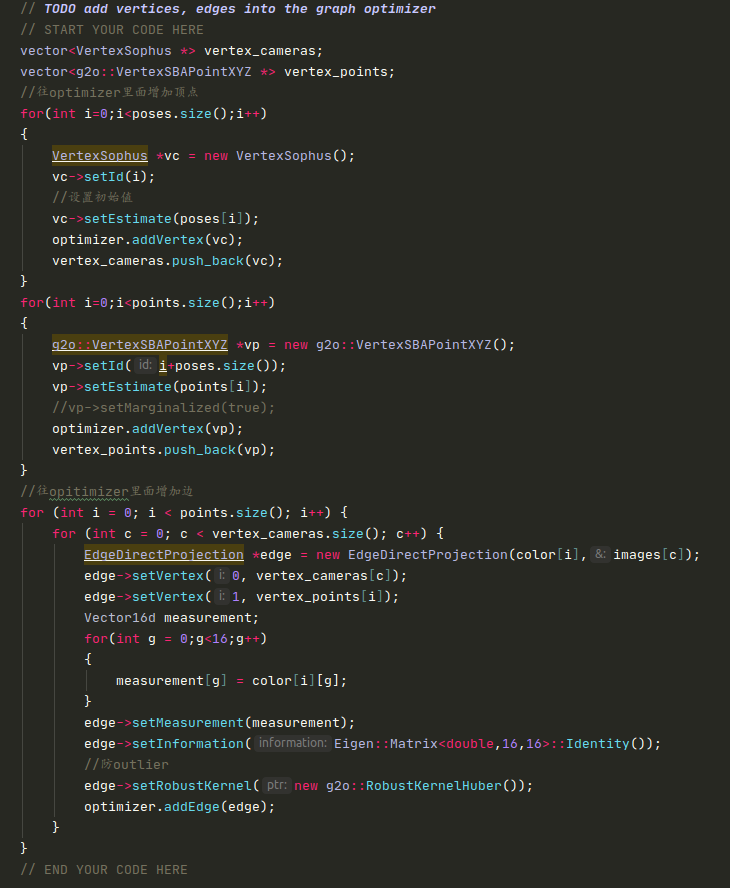 // TODO add vertices, edges into the graph optimizer
// START YOUR CODE HERE
vector<VertexSophus *> vertex_cameras;
vector<g2o::VertexSBAPointXYZ *> vertex_points;
//往optimizer里面增加顶点
for(int i=0;i<poses.size();i++)
{
VertexSophus *vc = new VertexSophus();
vc->setId(i);
//设置初始值
vc->setEstimate(poses[i]);
optimizer.addVertex(vc);
vertex_cameras.push_back(vc);
}
for(int i=0;i<points.size();i++)
{
g2o::VertexSBAPointXYZ *vp = new g2o::VertexSBAPointXYZ();
vp->setId( id: i+poses.size());
vp->setEstimate(points[i]);
//vp->setMarginalized(true);
optimizer.addVertex(vp);
vertex_points.push_back(vp);
}
//往opitimizer里面增加边
for (int i = 0; i < points.size(); i++) {
for (int c = 0; c < vertex_cameras.size(); c++) {
EdgeDirectProjection *edge = new EdgeDirectProjection(color[i], &: images[c]);
edge->setVertex( i: 0, vertex_cameras[c]);
edge->setVertex( i: 1, vertex_points[i]);
Vector16d measurement;
for(int g = 0;g<16;g++)
{
measurement[g] = color[i][g];
}
edge->setMeasurement(measurement);
edge->setInformation( information: Eigen::Matrix<double,16,16>::Identity());
//防outlier
edge->setRobustKernel( ptr: new g2o::RobustKernelHuber());
optimizer.addEdge(edge);
}
}
// END YOUR CODE HERE